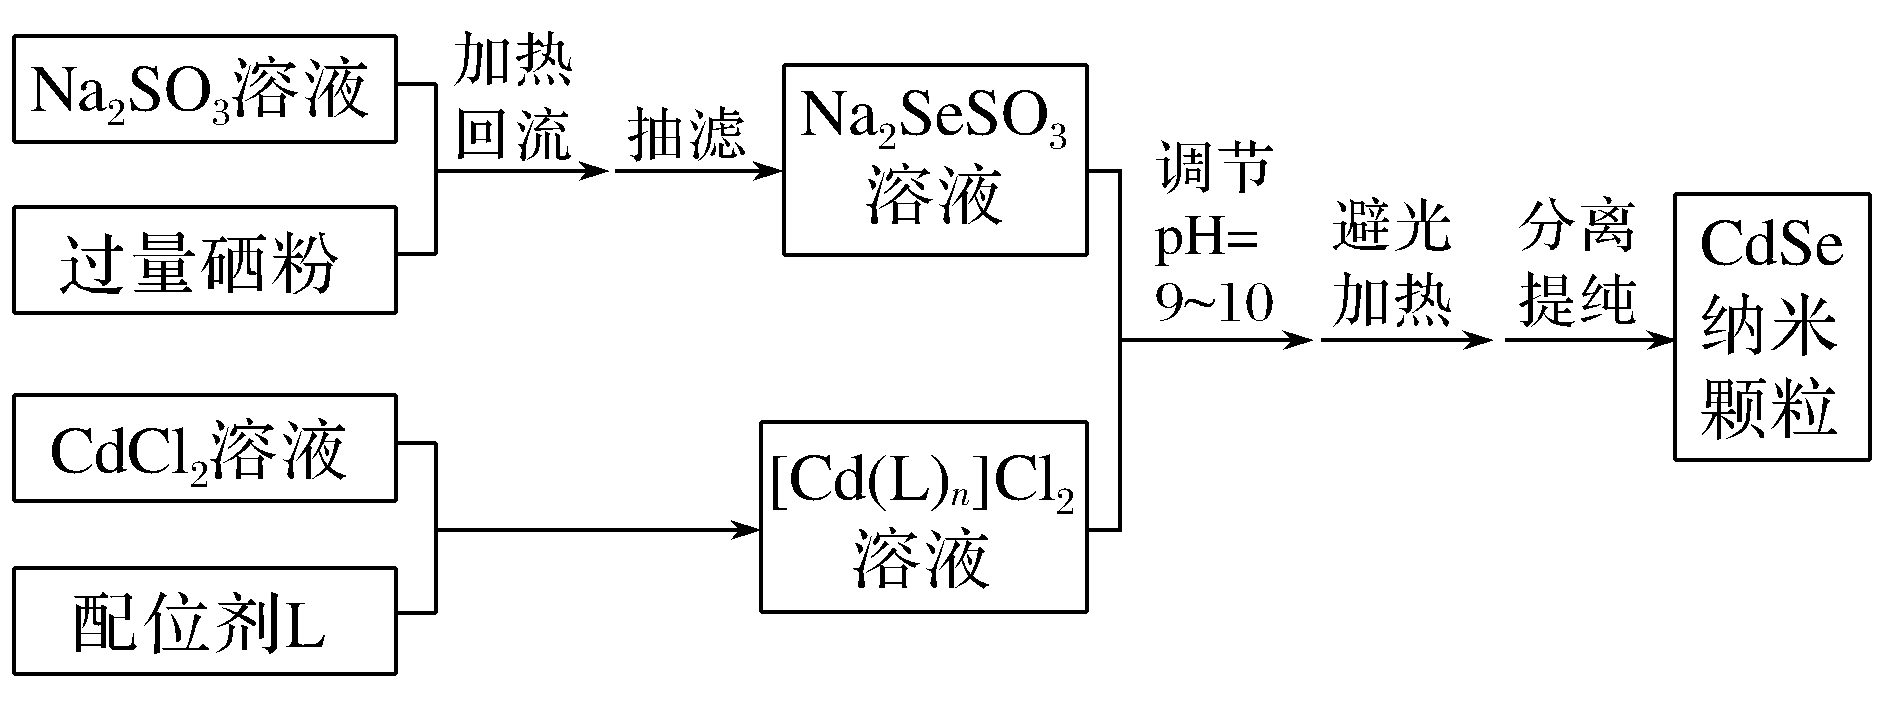 Na₂SO₃溶液
过量硒粉
加热
回流
抽滤
Na₂SeSO₃
溶液
CdCl₂溶液
配位剂L
[Cd(L)ₙ]Cl₂
溶液
调节
pH=
9~10
避光
加热
分离
提纯
CdSe
纳米
颗粒